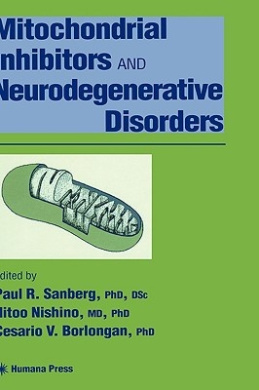 Mitochondrial
Inhibitors AND
Neurodegenerative
Disorders
Edited by
Paul R. Sanberg, PhD, DSc
Hitoo Nishino, MD, PhD
Cesario V. Borlongan, PhD
Humana Press